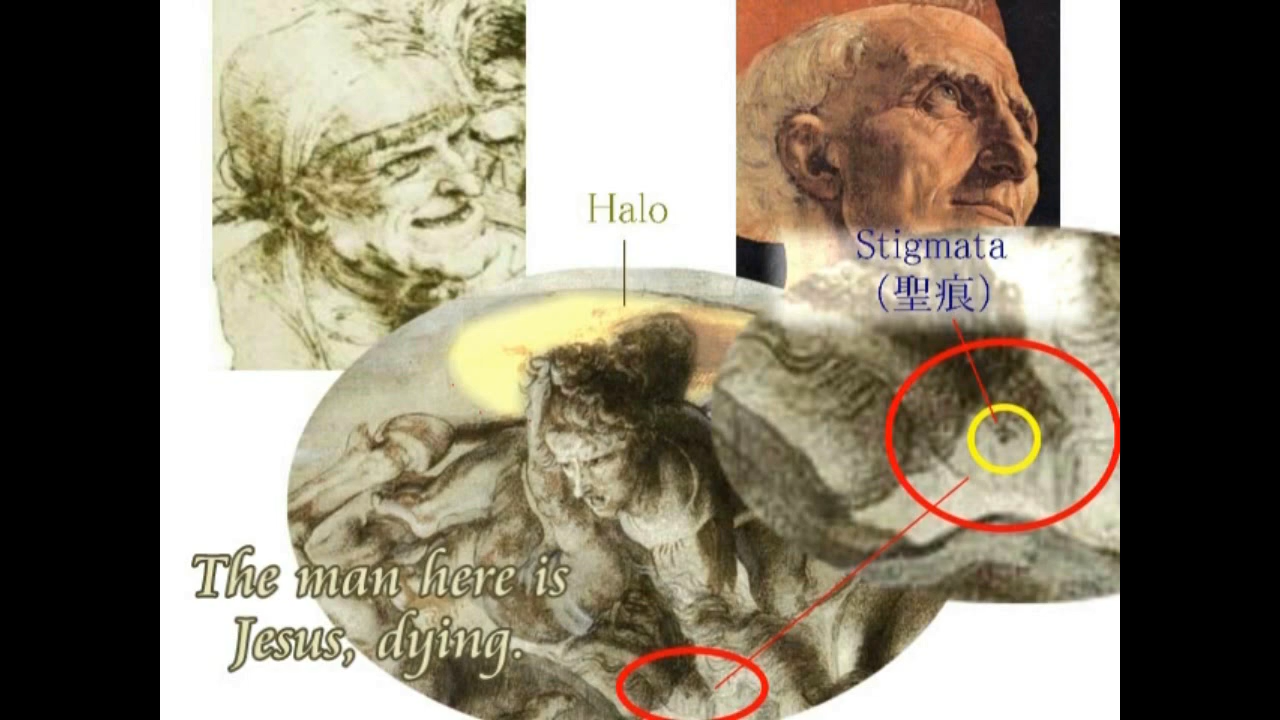 Halo
Stigmata
(聖痕)
The man here is
Jesus, dying.